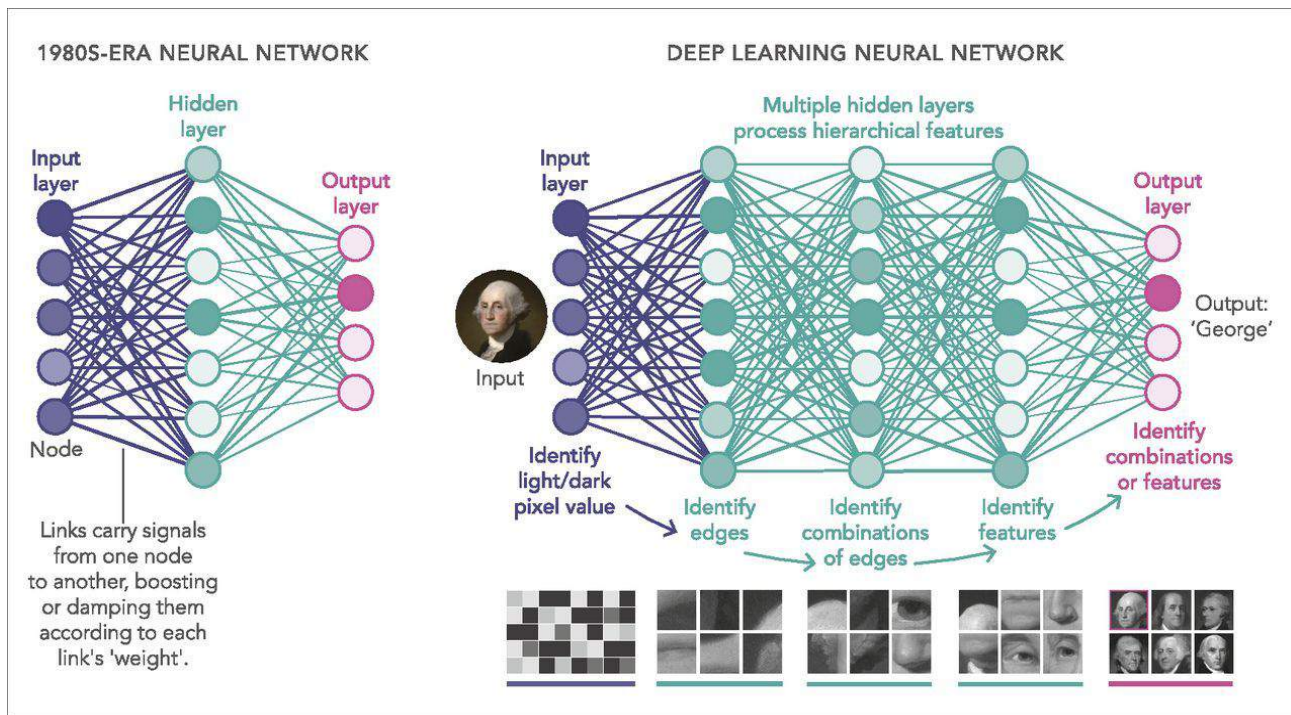 1980S-ERA NEURAL NETWORK
Hidden
layer
Input
layer
Output
layer
Node
Links carry signals
from one node
to another, boosting
or damping them
according to each
link's 'weight'.
DEEP LEARNING NEURAL NETWORK
Multiple hidden layers
process hierarchical features
Input
layer
Output
layer
Input
Output:
'George'
Identify
light/dark
pixel value
Identify
edges
Identify
combinations
of edges
Identify
features
Identify
combinations
or features